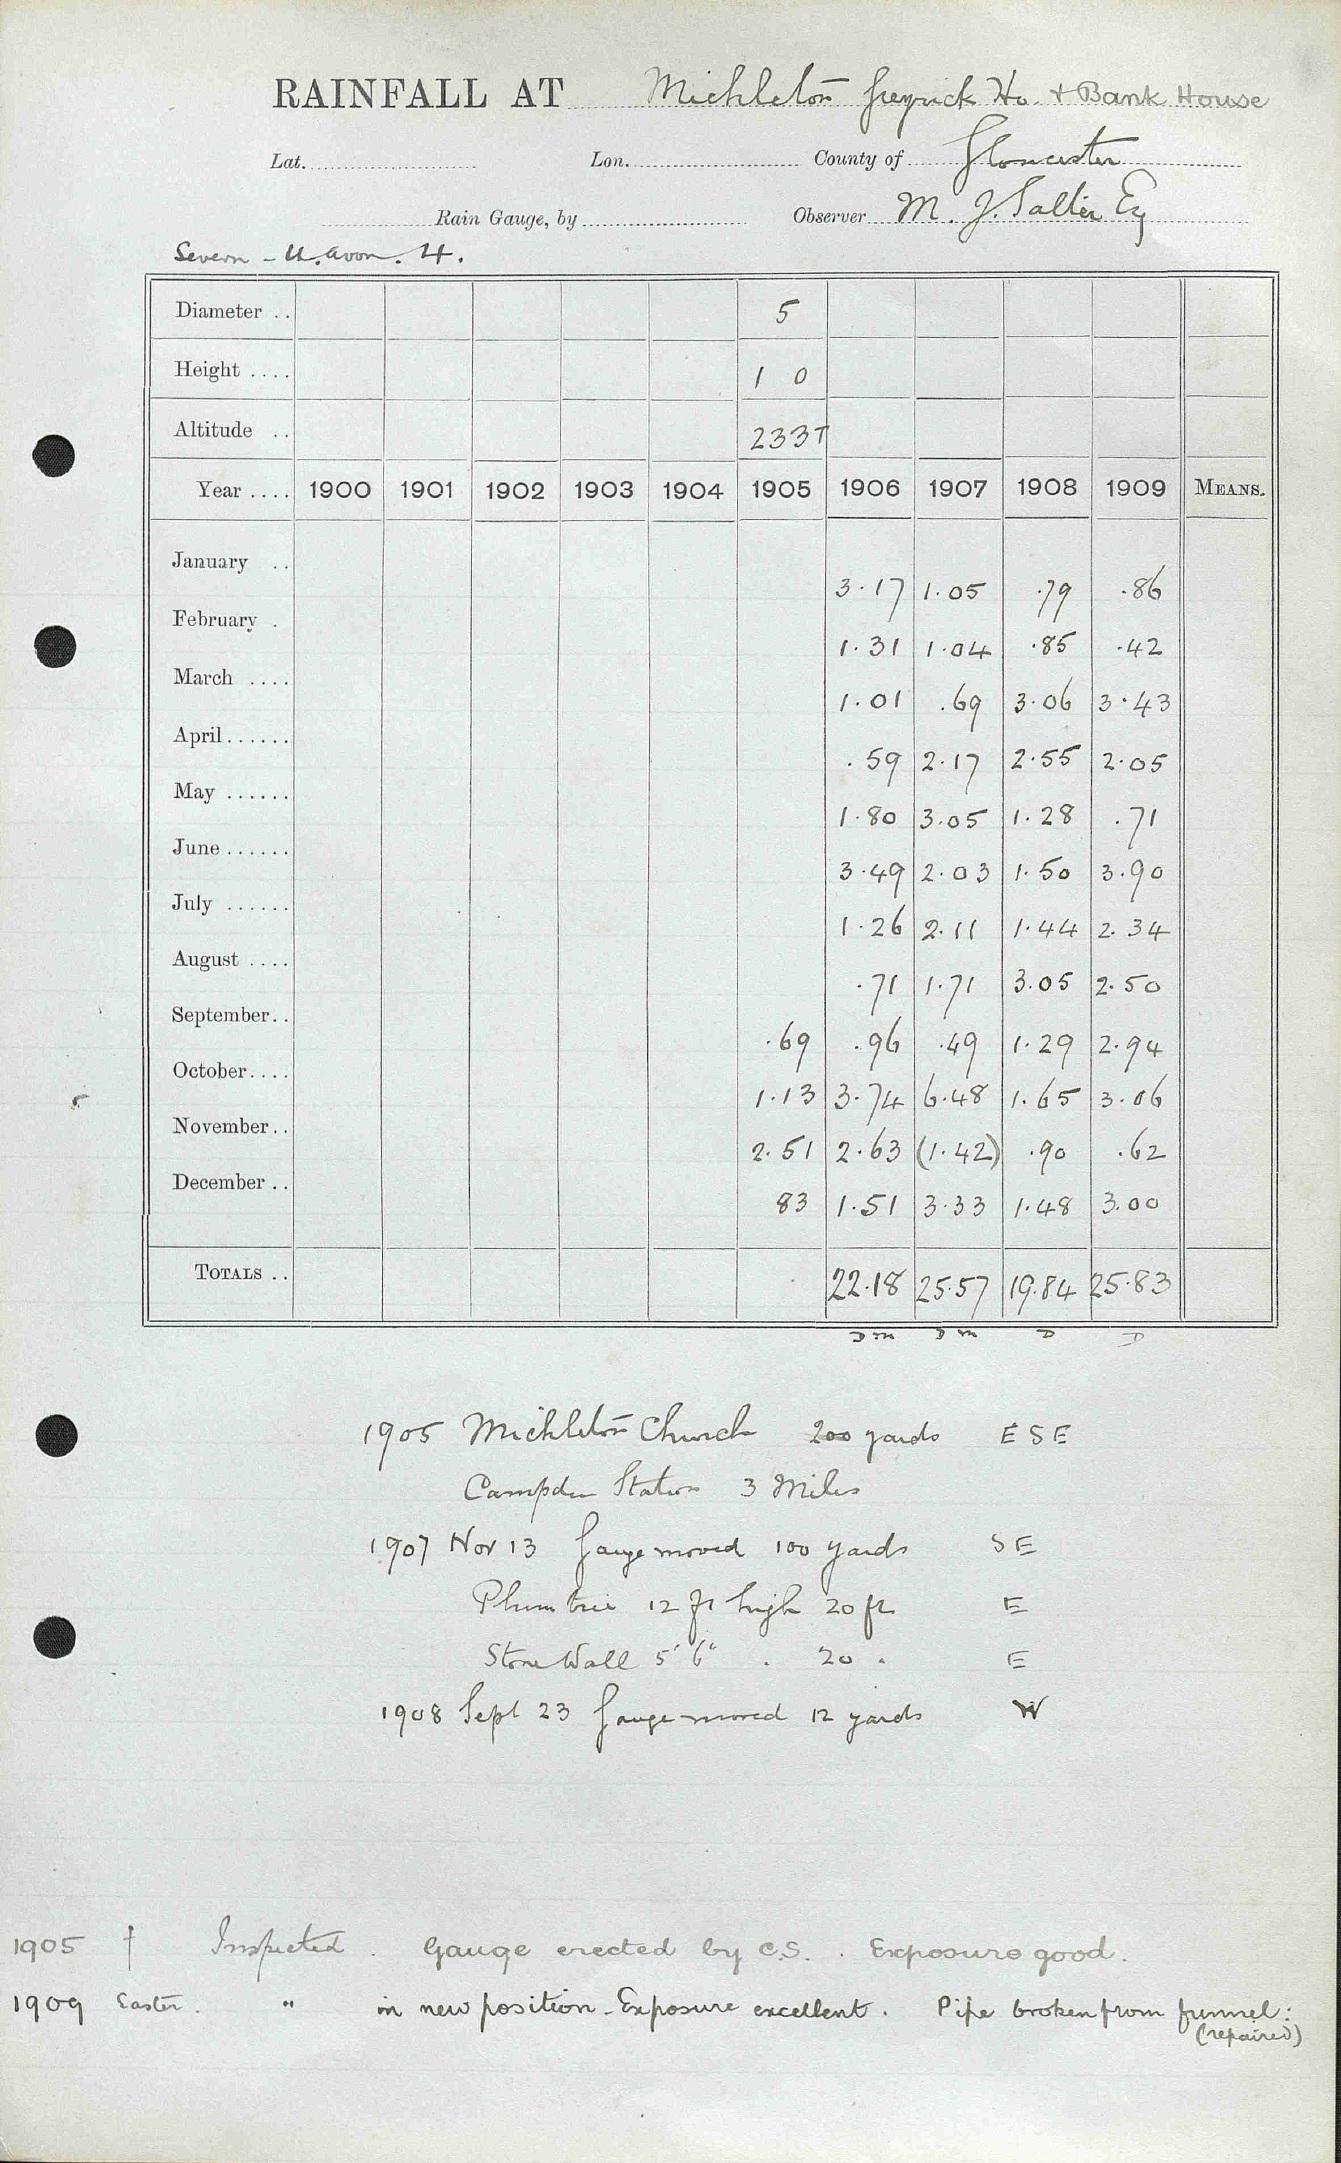 RAINFALL AT Mickleton Greyrick Ho. + Bank House
Lat. Lon. County of Gloucester
Rain Gauge, by Observer M. J. Salter Esq
Severn - U. Avon. 4.
Diameter .. 5
Height .... 1 0
Altitude .. 233T
Year .... 1900 1901 1902 1903 1904 1905 1906 1907 1908 1909 MEANS.
January ..
3.17 1.05 .79 .86
February .
1.31 1.04 .85 .42
March ....
1.01 .69 3.06 3.43
April......
.59 2.17 2.55 2.05
May ......
1.80 3.05 1.28 .71
June ......
3.49 2.03 1.50 3.90
July ......
1.26 2.11 1.44 2.34
August ....
.71 1.71 3.05 2.50
September..
.69 .96 .49 1.29 2.94
October....
1.13 3.74 6.48 1.65 3.06
November..
2.51 2.63 (1.42) .90 .62
December ..
83 1.51 3.33 1.48 3.00
TOTALS .. 22.18 25.57 19.84 25.83
D m D m D D
1905 Mickleton Church 200 yards E S E
Campden Station 3 Miles
1907 Nov 13 Gauge moved 100 yards S E
Plum tree 12 ft high 20 ft E
Stone Wall 5' 6" . 20 . E
1908 Sept 23 Gauge moved 12 yards W
1905 † Inspected . Gauge erected by C.S. . Exposure good.
1909 Easter. " in new position - Exposure excellent . Pipe broken from funnel:
(repaired)